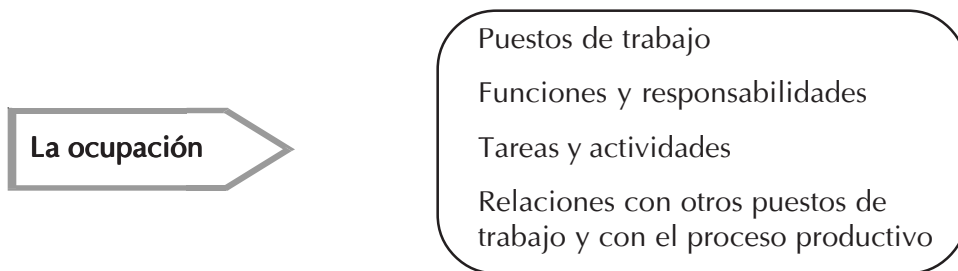 La ocupación
Puestos de trabajo
Funciones y responsabilidades
Tareas y actividades
Relaciones con otros puestos de
trabajo y con el proceso productivo